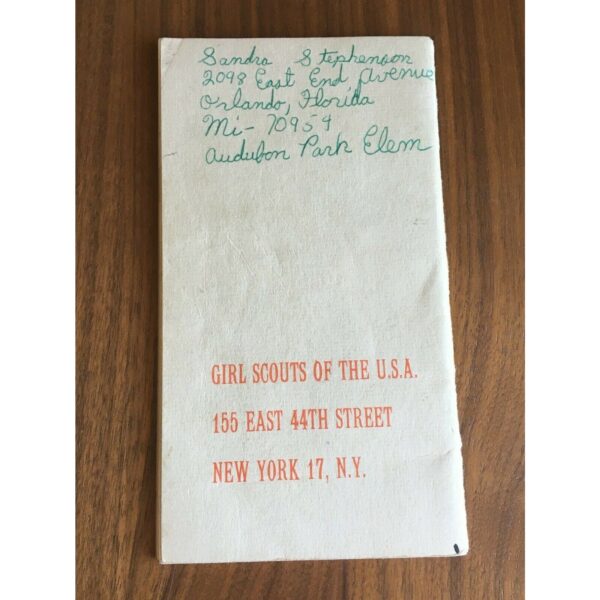 Sandra Stephenson
2098 East End Avenue
Orlando, Florida
Mi-70954
Audubon Park Elem
GIRL SCOUTS OF THE U.S.A.
155 EAST 44TH STREET
NEW YORK 17, N.Y.